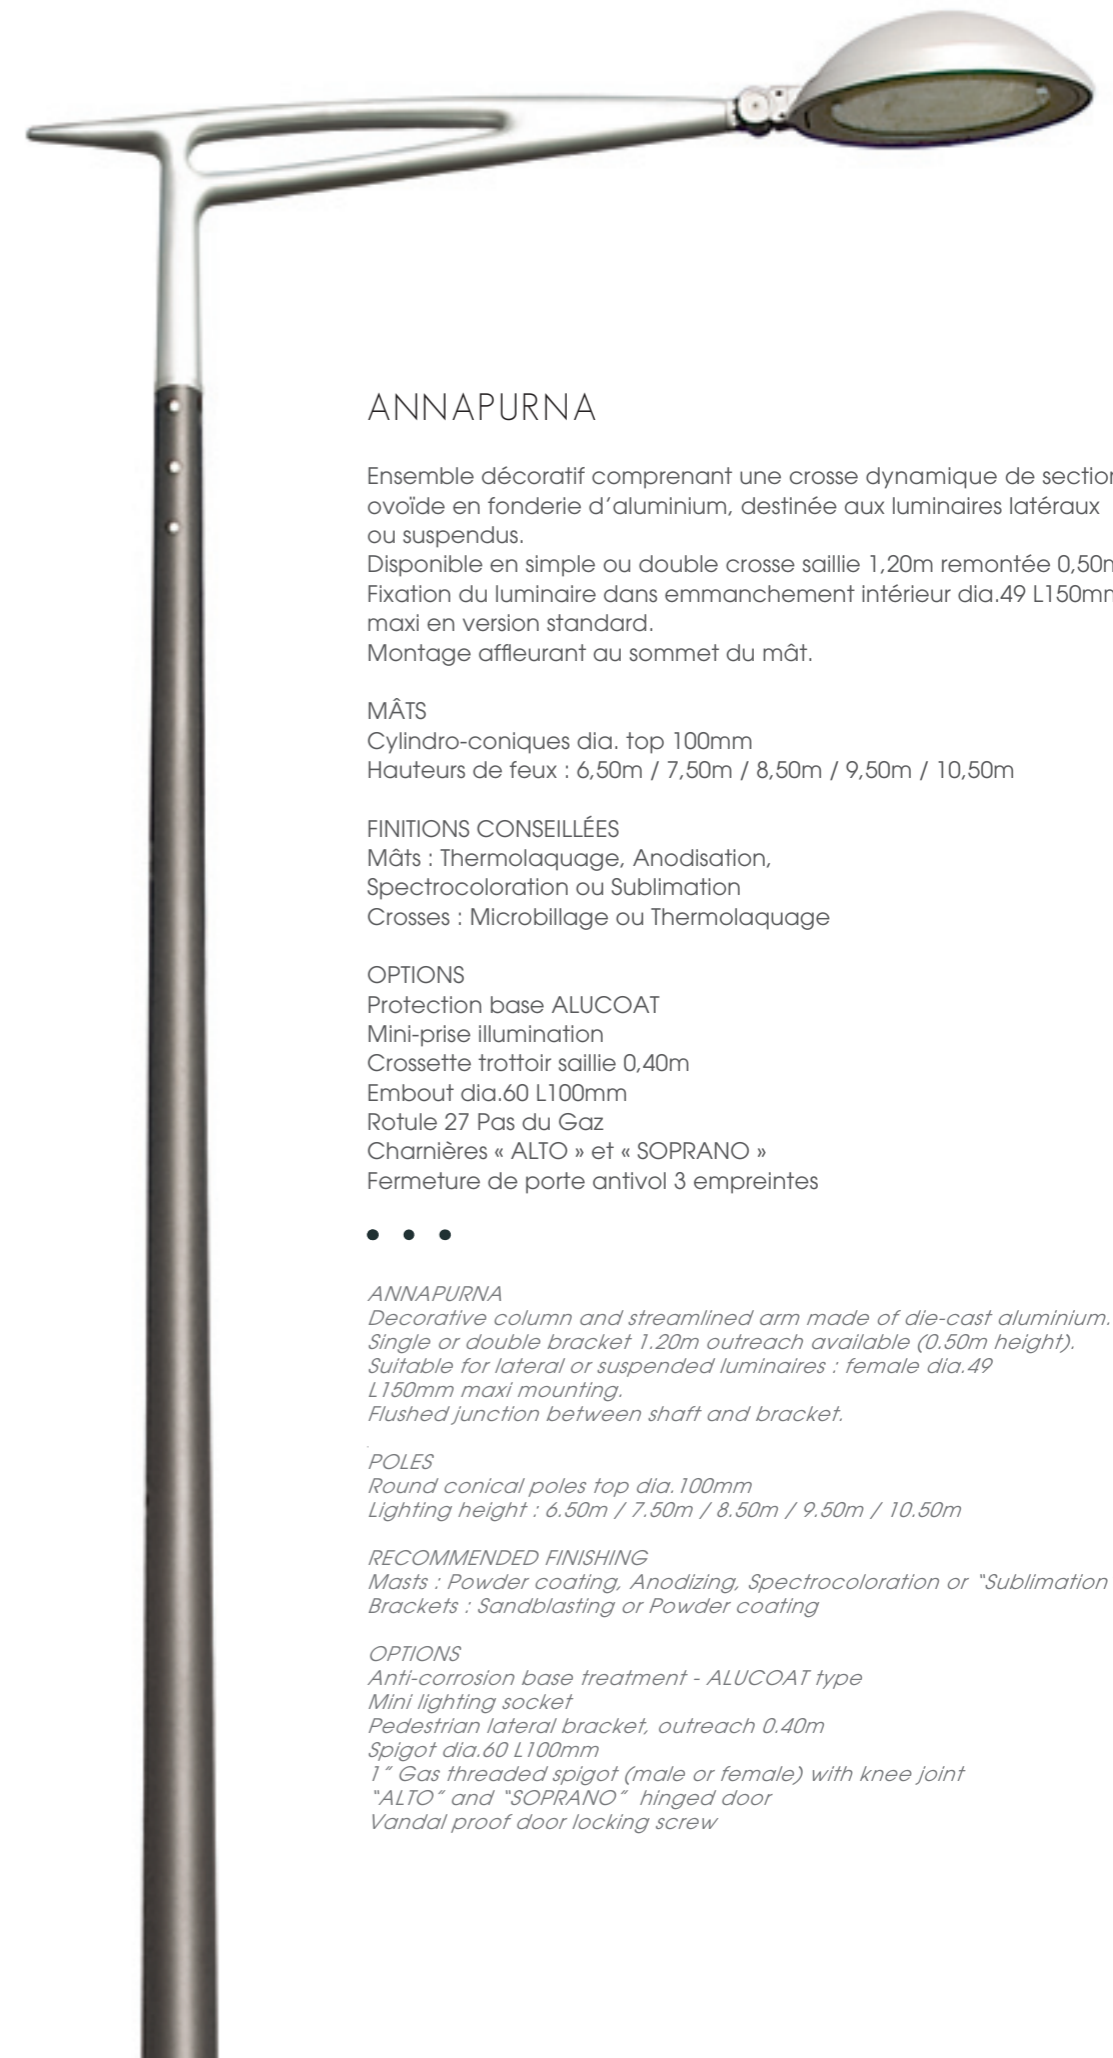 ANNAPURNA
Ensemble décoratif comprenant une crosse dynamique de section
ovoïde en fonderie d'aluminium, destinée aux luminaires latéraux
ou suspendus.
Disponible en simple ou double crosse saillie 1,20m remontée 0,50m
Fixation du luminaire dans emmanchement intérieur dia.49 L150mm
maxi en version standard.
Montage affleurant au sommet du mât.
MÂTS
Cylindro-coniques dia. top 100mm
Hauteurs de feux : 6,50m / 7,50m / 8,50m / 9,50m / 10,50m
FINITIONS CONSEILLÉES
Mâts : Thermolaquage, Anodisation,
Spectrocoloration ou Sublimation
Crosses : Microbillage ou Thermolaquage
OPTIONS
Protection base ALUCOAT
Mini-prise illumination
Crossette trottoir saillie 0,40m
Embout dia.60 L100mm
Rotule 27 Pas du Gaz
Charnières « ALTO » et « SOPRANO »
Fermeture de porte antivol 3 empreintes
• • •
ANNAPURNA
Decorative column and streamlined arm made of die-cast aluminium.
Single or double bracket 1.20m outreach available (0.50m height).
Suitable for lateral or suspended luminaires : female dia.49
L150mm maxi mounting.
Flushed junction between shaft and bracket.
POLES
Round conical poles top dia.100mm
Lighting height : 6.50m / 7.50m / 8.50m / 9.50m / 10.50m
RECOMMENDED FINISHING
Masts : Powder coating, Anodizing, Spectrocoloration or "Sublimation
Brackets : Sandblasting or Powder coating
OPTIONS
Anti-corrosion base treatment - ALUCOAT type
Mini lighting socket
Pedestrian lateral bracket, outreach 0.40m
Spigot dia.60 L100mm
1" Gas threaded spigot (male or female) with knee joint
"ALTO" and "SOPRANO" hinged door
Vandal proof door locking screw